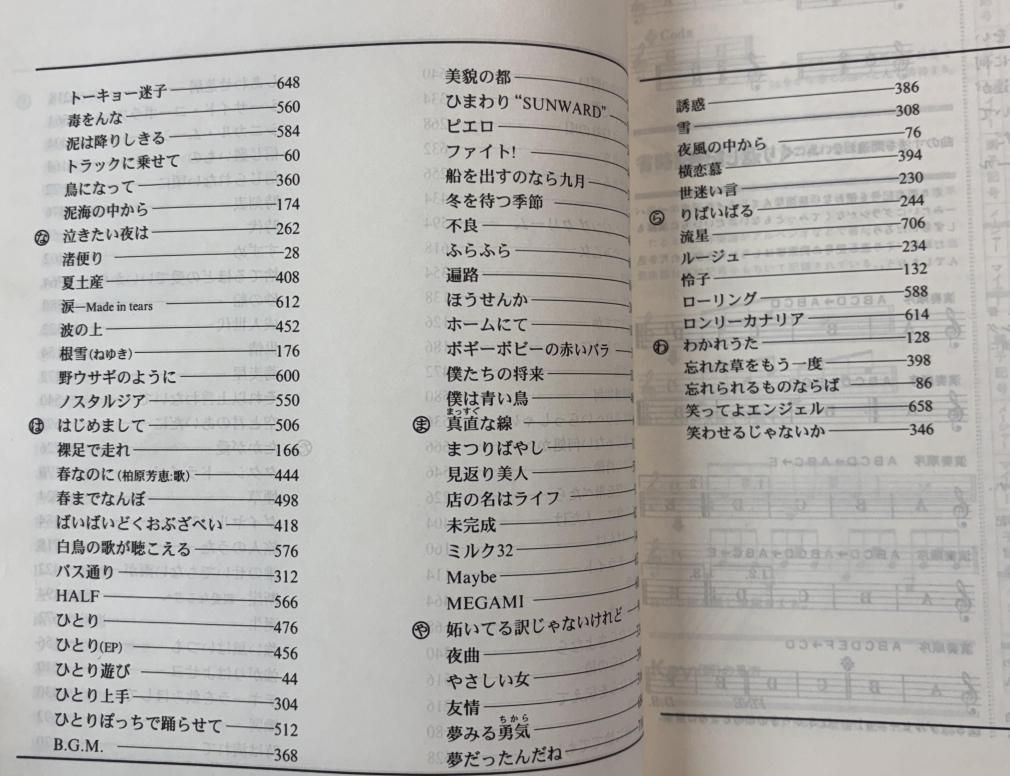 トーキョー迷子 648
毒をんな 560
泥は降りしきる 584
トラックに乗せて 60
鳥になって 360
泥海の中から 174
な 泣きたい夜は 262
渚便り 28
夏土産 408
涙―Made in tears 612
波の上 452
根雪(ねゆき) 176
野ウサギのように 600
ノスタルジア 550
は はじめまして 506
裸足で走れ 166
春なのに(柏原芳恵:歌) 444
春までなんぼ 498
ばいばいどくおぶざべい 418
白鳥の歌が聴こえる 576
バス通り 312
HALF 566
ひとり 476
ひとり(EP) 456
ひとり遊び 44
ひとり上手 304
ひとりぽっちで踊らせて 512
B.G.M. 368
美貌の都
ひまわり“SUNWARD”
ピエロ
ファイト!
船を出すのなら九月
冬を待つ季節
不良
ふらふら
遍路
ほうせんか
ホームにて
ボギーボビーの赤いバラ
僕たちの将来
僕は青い鳥
ま 真直な線
まっすぐ
まつりばやし
見返り美人
店の名はライフ
未完成
ミルク32
Maybe
MEGAMI
や 妬いてる訳じゃないけれど
夜曲
やさしい女
友情
夢みる勇気
ちから
夢だったんだね
誘惑 386
雪 308
夜風の中から 76
横恋慕 394
世迷い言 230
ら りばいばる 244
流星 706
ルージュ 234
怜子 132
ローリング 588
ロンリーカナリア 614
わ わかれうた 128
忘れな草をもう一度 398
忘れられるものならば 86
笑ってよエンジェル 658
笑わせるじゃないか 346